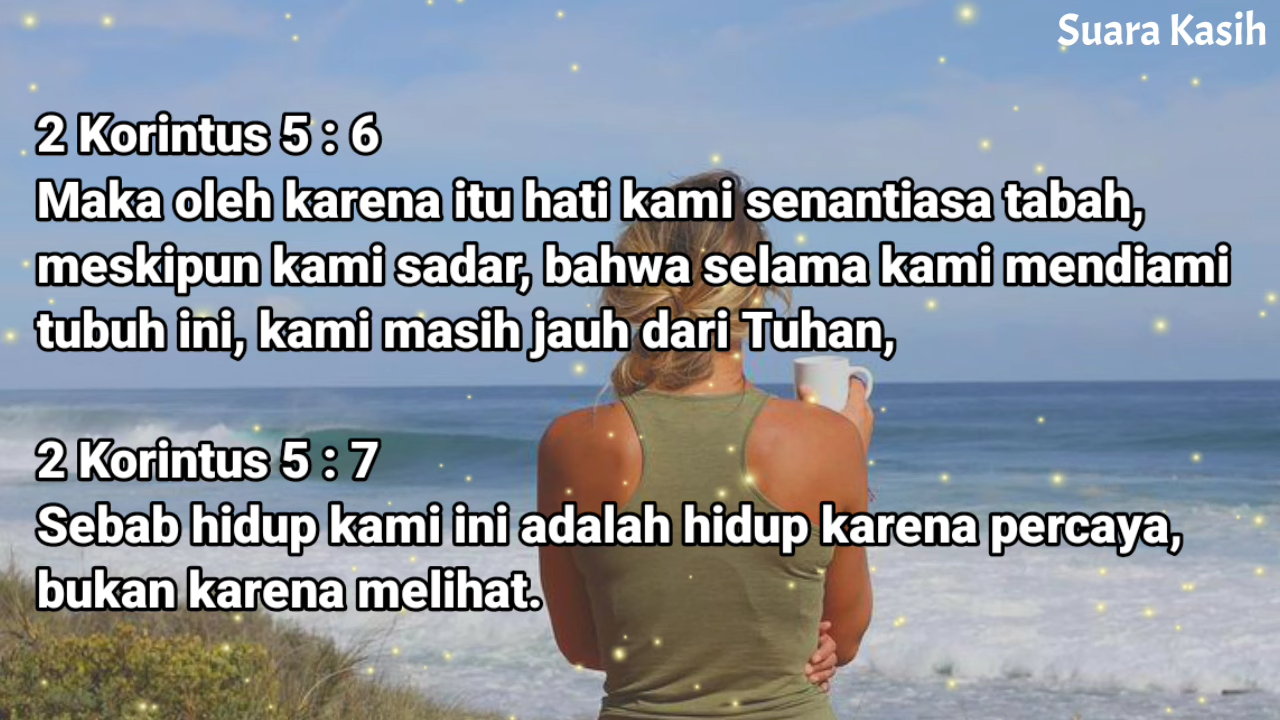 Suara Kasih
2 Korintus 5 : 6
Maka oleh karena itu hati kami senantiasa tabah,
meskipun kami sadar, bahwa selama kami mendiami
tubuh ini, kami masih jauh dari Tuhan,
2 Korintus 5 : 7
Sebab hidup kami ini adalah hidup karena percaya,
bukan karena melihat.